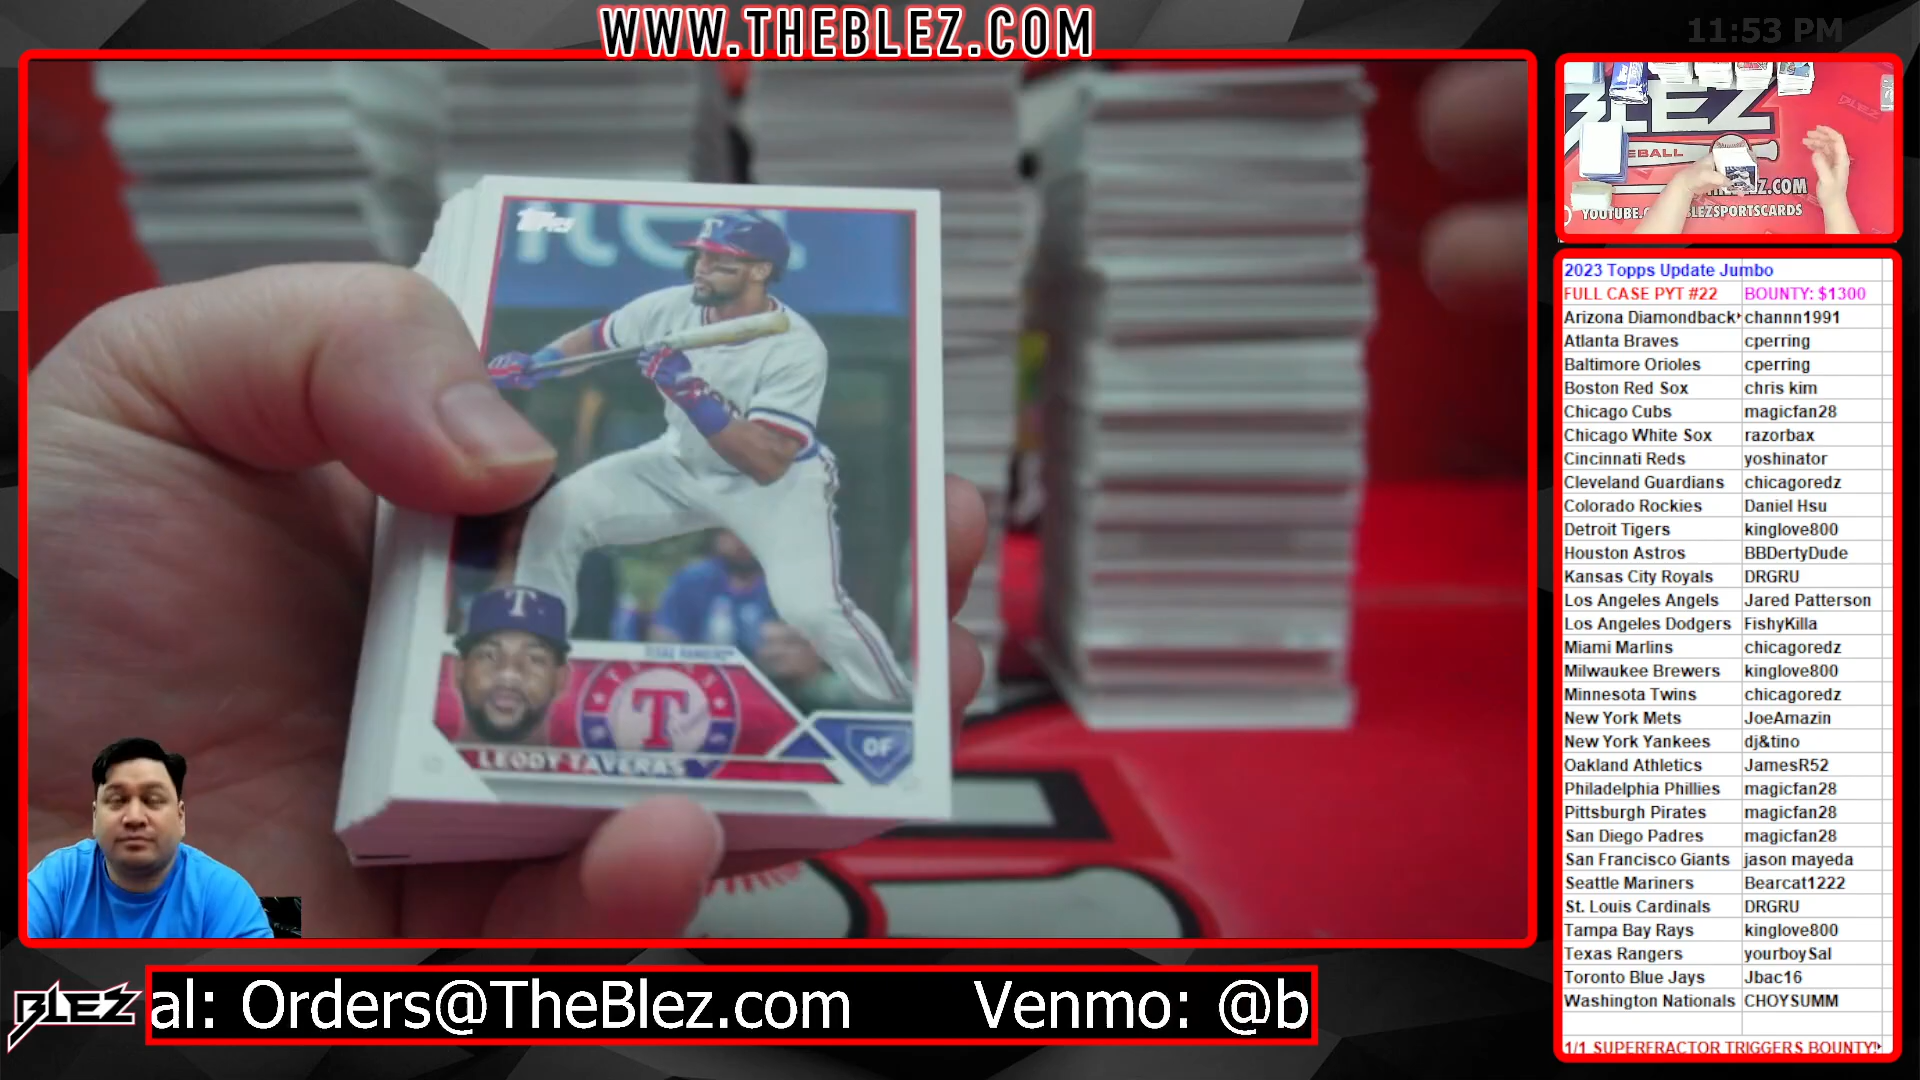 WWW.THEBLEZ.COM
11:53 PM
topps
T
TEXAS RANGERS
T
OF
LEODY TAVERAS
BLEZ
BASEBALL
YOUTUBE.
2023 Topps Update Jumbo
FULL CASE PYT #22 BOUNTY: $1300
Arizona Diamondback channn1991
Atlanta Braves cperring
Baltimore Orioles cperring
Boston Red Sox chris kim
Chicago Cubs magicfan28
Chicago White Sox razorbax
Cincinnati Reds yoshinator
Cleveland Guardians chicagoredz
Colorado Rockies Daniel Hsu
Detroit Tigers kinglove800
Houston Astros BBDertyDude
Kansas City Royals DRGRU
Los Angeles Angels Jared Patterson
Los Angeles Dodgers FishyKilla
Miami Marlins chicagoredz
Milwaukee Brewers kinglove800
Minnesota Twins chicagoredz
New York Mets JoeAmazin
New York Yankees dj&tino
Oakland Athletics JamesR52
Philadelphia Phillies magicfan28
Pittsburgh Pirates magicfan28
San Diego Padres magicfan28
San Francisco Giants jason mayeda
Seattle Mariners Bearcat1222
St. Louis Cardinals DRGRU
Tampa Bay Rays kinglove800
Texas Rangers yourboySal
Toronto Blue Jays Jbac16
Washington Nationals CHOYSUMM
1/1 SUPERFRACTOR TRIGGERS BOUNTY!
BLEZ
al: Orders@TheBlez.com Venmo: @b